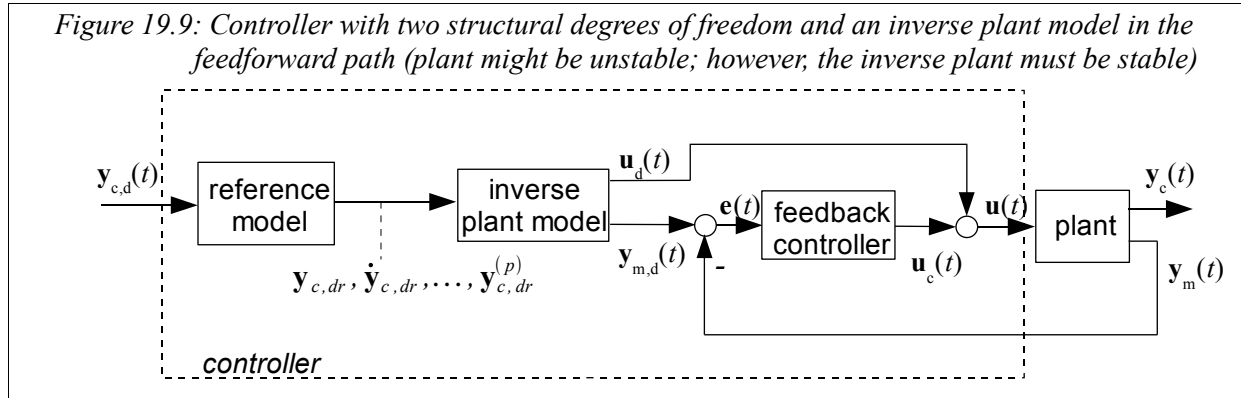 Figure 19.9: Controller with two structural degrees of freedom and an inverse plant model in the
feedforward path (plant might be unstable; however, the inverse plant must be stable)
y_c,d(t)
reference
model
y_c,dr, ẏ_c,dr, ..., y_c,dr^(p)
inverse
plant model
u_d(t)
y_m,d(t)
-
e(t)
feedback
controller
u_c(t)
u(t)
plant
y_c(t)
y_m(t)
controller